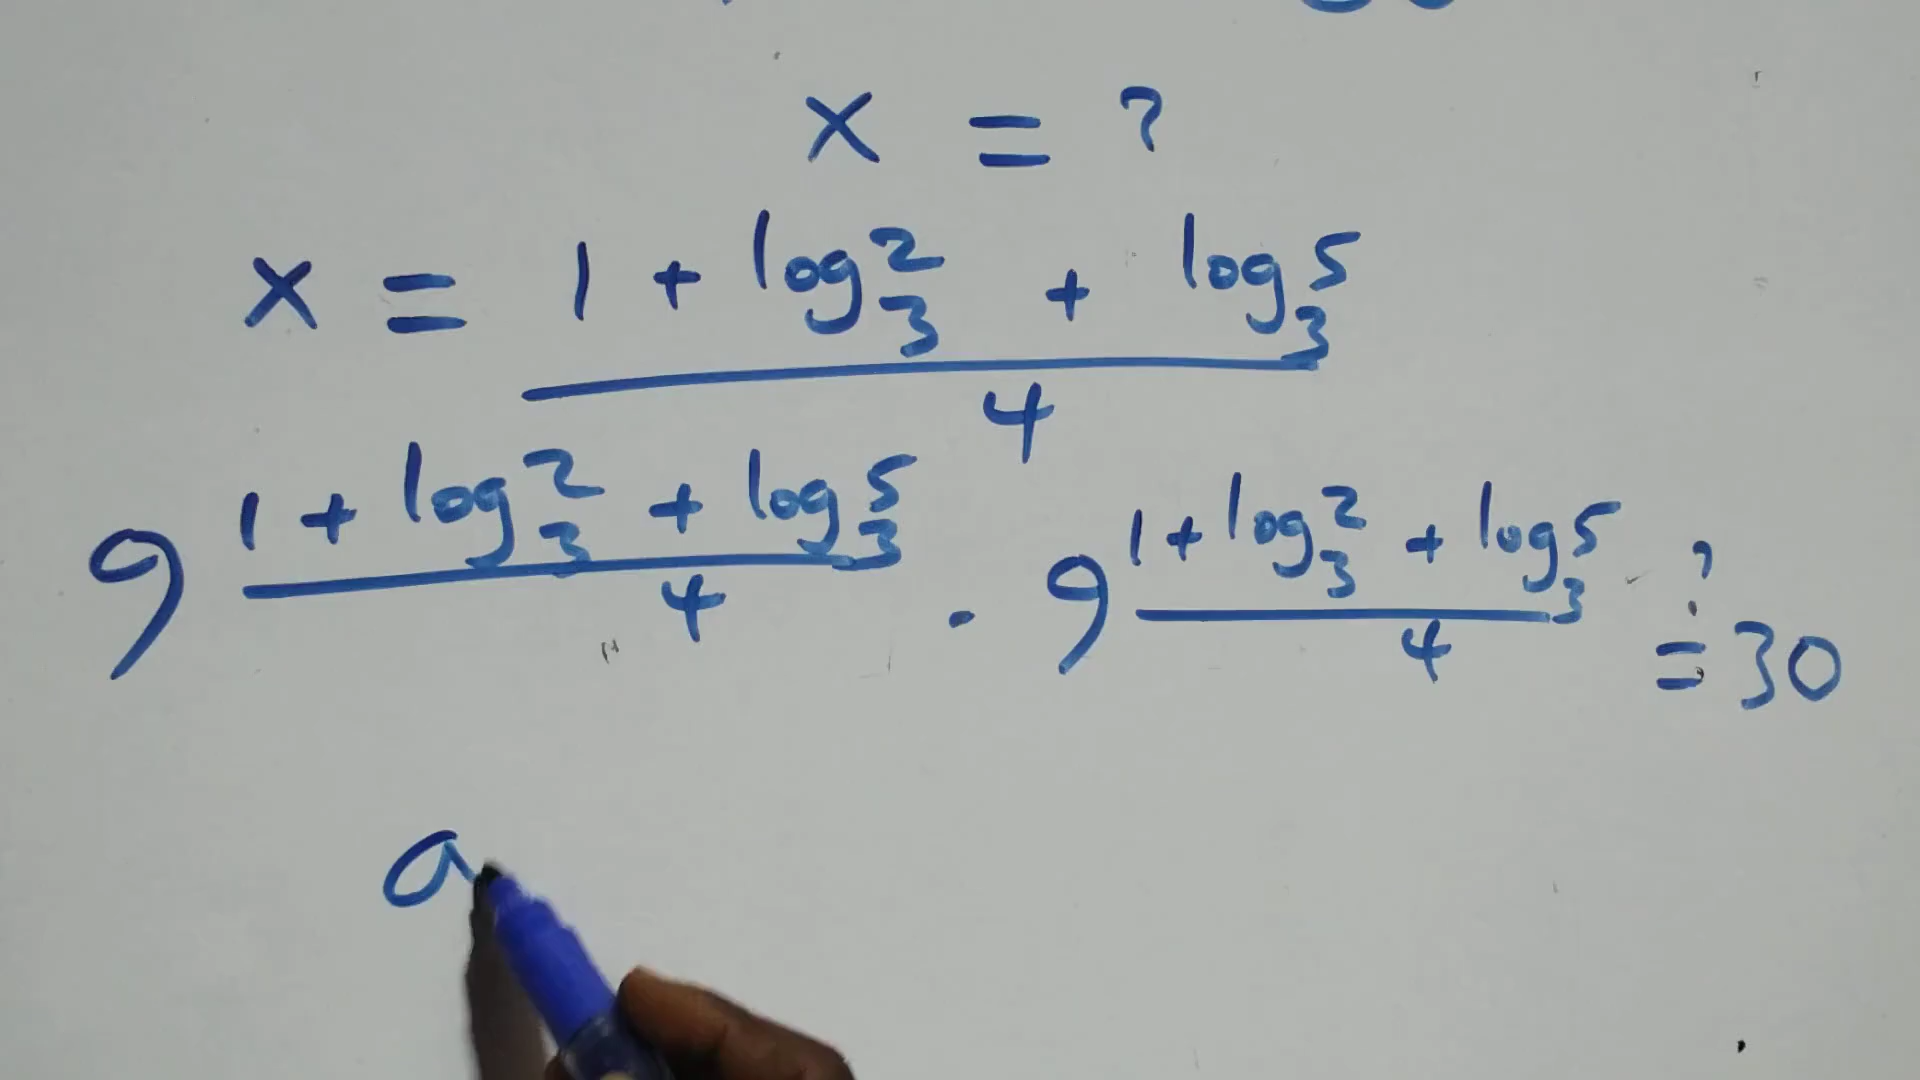 x = ?
x = (1 + log₃2 + log₃5)/4
9^((1 + log₃2 + log₃5)/4) · 9^((1 + log₃2 + log₃5)/4) ≟ 30
a